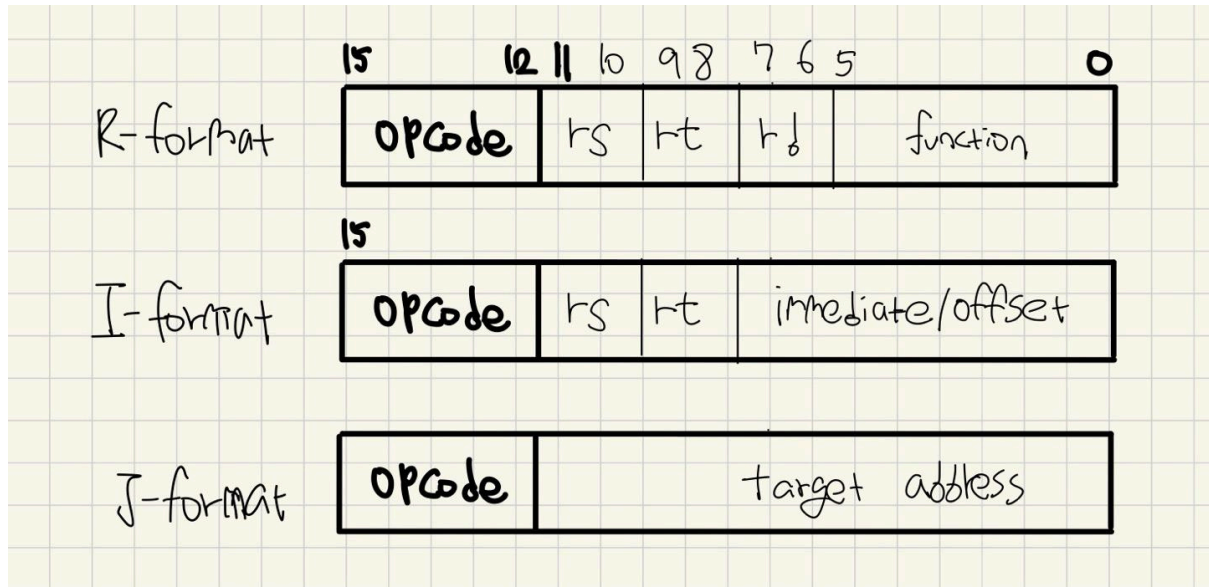 15 12 11 10 9 8 7 6 5 0
R-format opcode rs rt rd function
15
I-format opcode rs rt immediate/offset
J-format opcode target address